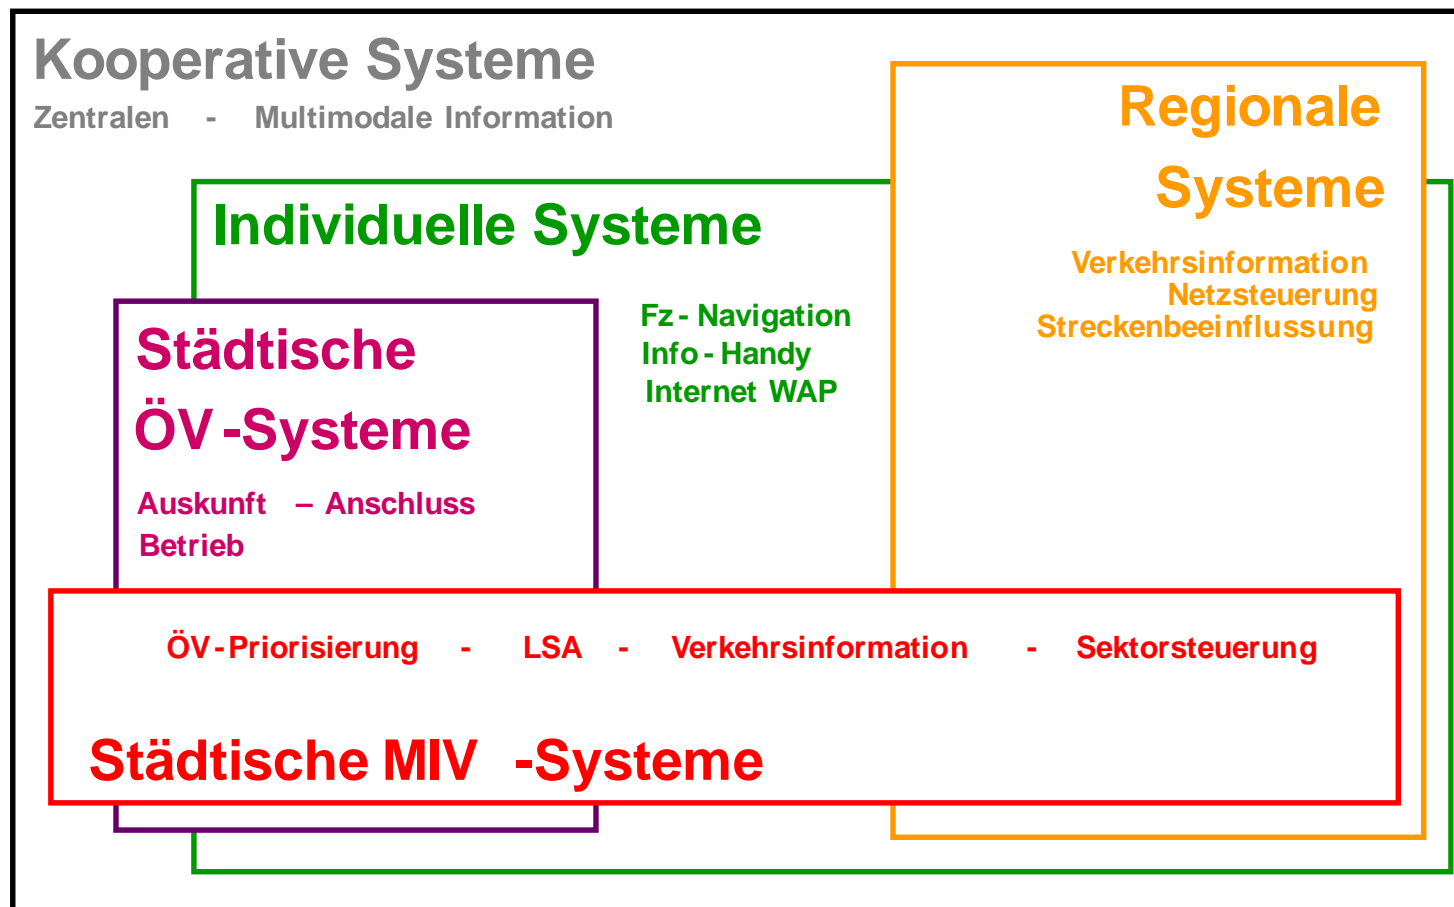 Kooperative Systeme
Zentralen - Multimodale Information
Regionale
Systeme
Verkehrsinformation
Netzsteuerung
Streckenbeeinflussung
Individuelle Systeme
Fz - Navigation
Info - Handy
Internet WAP
Städtische
ÖV -Systeme
Auskunft – Anschluss
Betrieb
ÖV - Priorisierung - LSA - Verkehrsinformation - Sektorsteuerung
Städtische MIV -Systeme